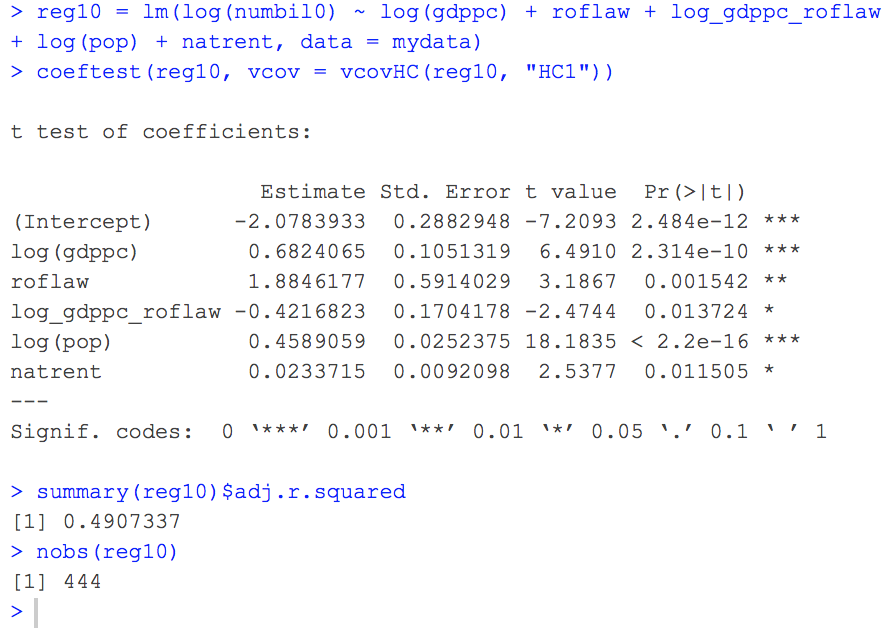 > reg10 = lm(log(numbil0) ~ log(gdppc) + roflaw + log_gdppc_roflaw
+ log(pop) + natrent, data = mydata)
> coeftest(reg10, vcov = vcovHC(reg10, "HC1"))
t test of coefficients:
                   Estimate Std. Error t value  Pr(>|t|)
(Intercept)      -2.0783933  0.2882948 -7.2093 2.484e-12 ***
log(gdppc)        0.6824065  0.1051319  6.4910 2.314e-10 ***
roflaw            1.8846177  0.5914029  3.1867  0.001542 **
log_gdppc_roflaw -0.4216823  0.1704178 -2.4744  0.013724 *
log(pop)          0.4589059  0.0252375 18.1835 < 2.2e-16 ***
natrent           0.0233715  0.0092098  2.5377  0.011505 *
---
Signif. codes:  0 ‘***’ 0.001 ‘**’ 0.01 ‘*’ 0.05 ‘.’ 0.1 ‘ ’ 1
> summary(reg10)$adj.r.squared
[1] 0.4907337
> nobs(reg10)
[1] 444
>